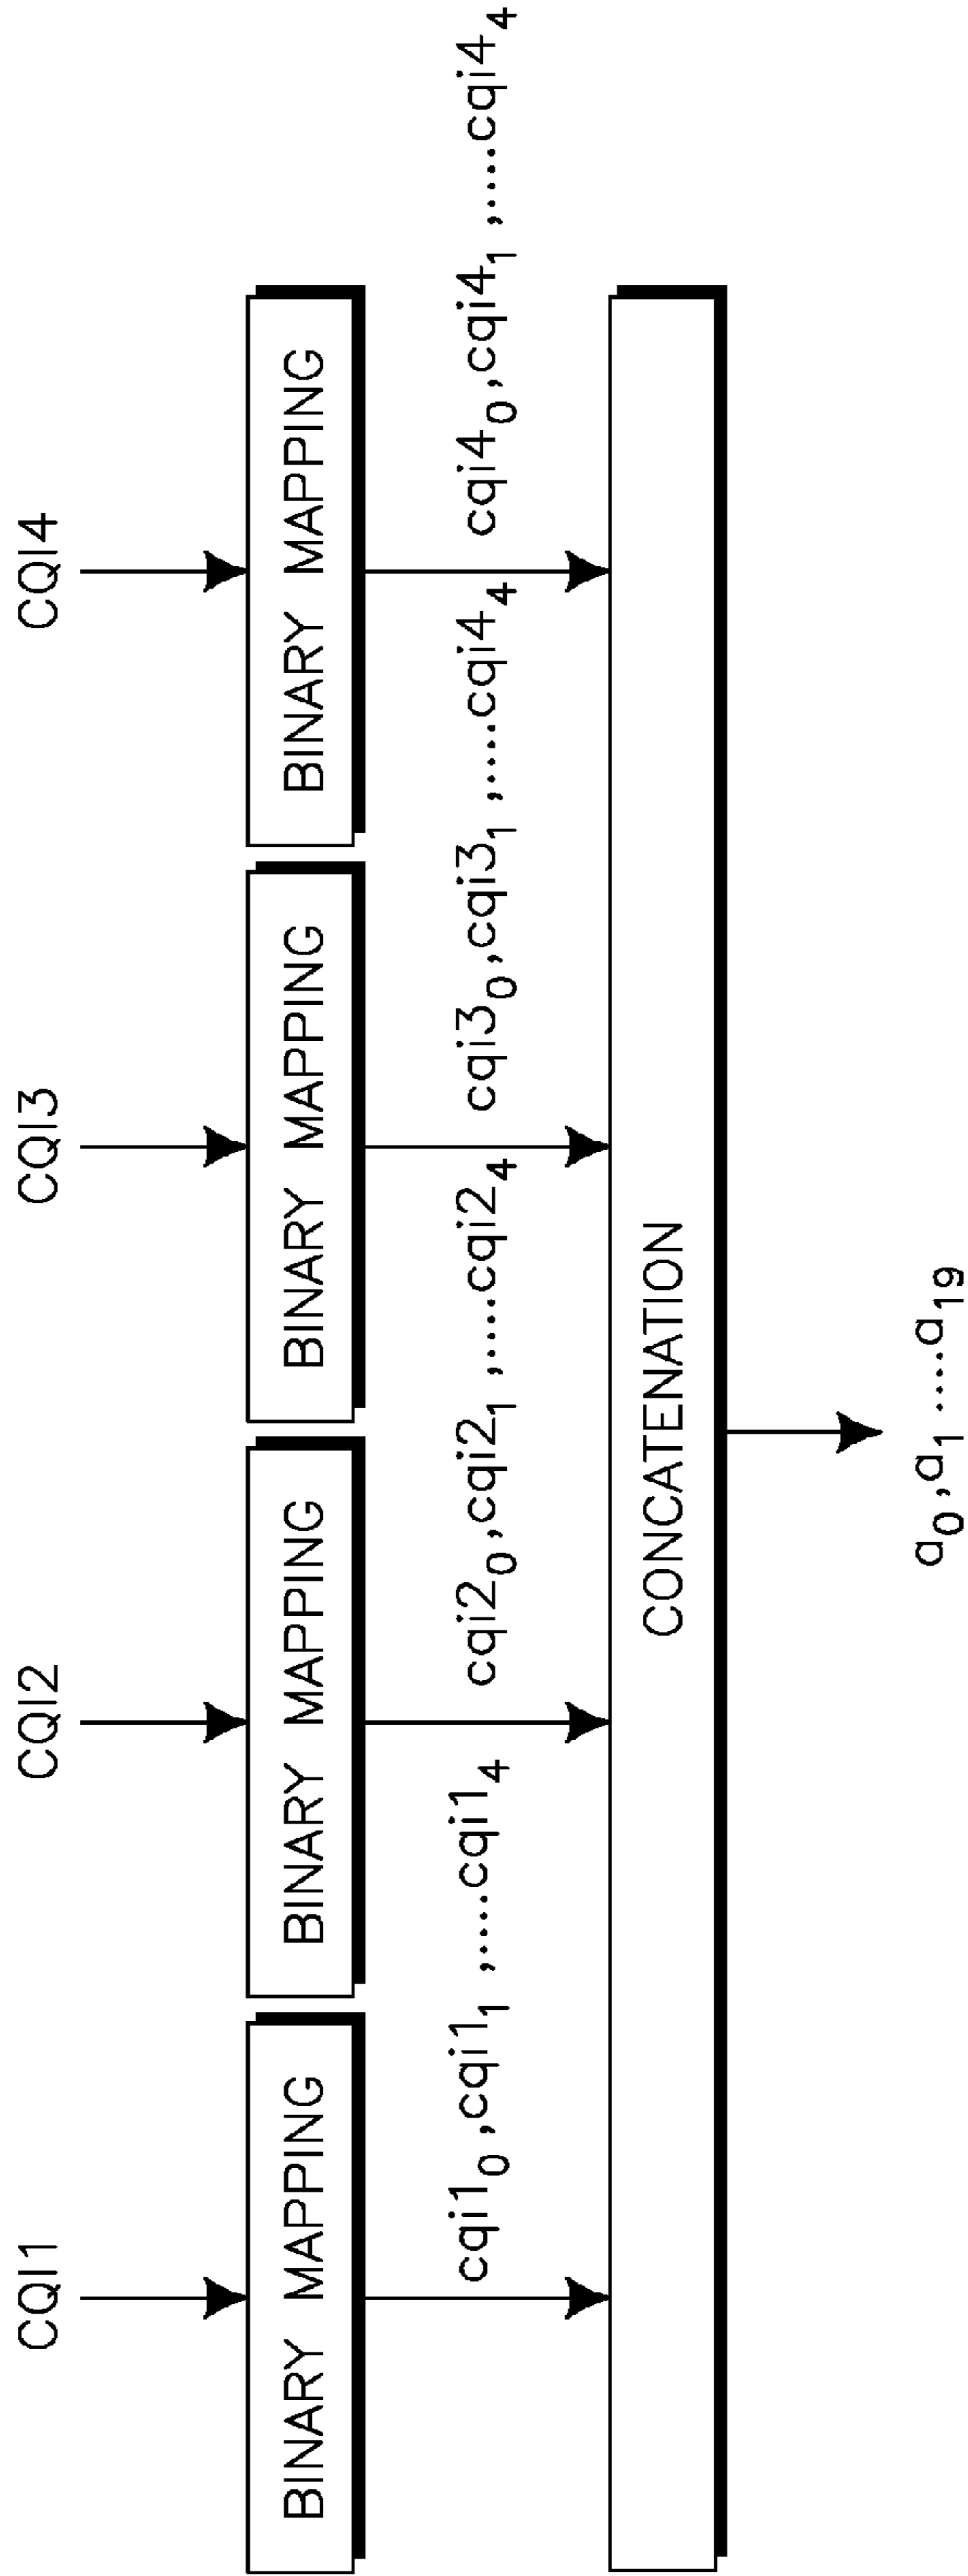 CQI1 CQI2 CQI3 CQI4
BINARY MAPPING BINARY MAPPING BINARY MAPPING BINARY MAPPING
cqi1₀,cqi1₁,....cqi1₄ cqi2₀,cqi2₁,....cqi2₄ cqi3₀,cqi3₁,....cqi4₄ cqi4₀,cqi4₁,....cqi4₄
CONCATENATION
a₀,a₁....a₁₉